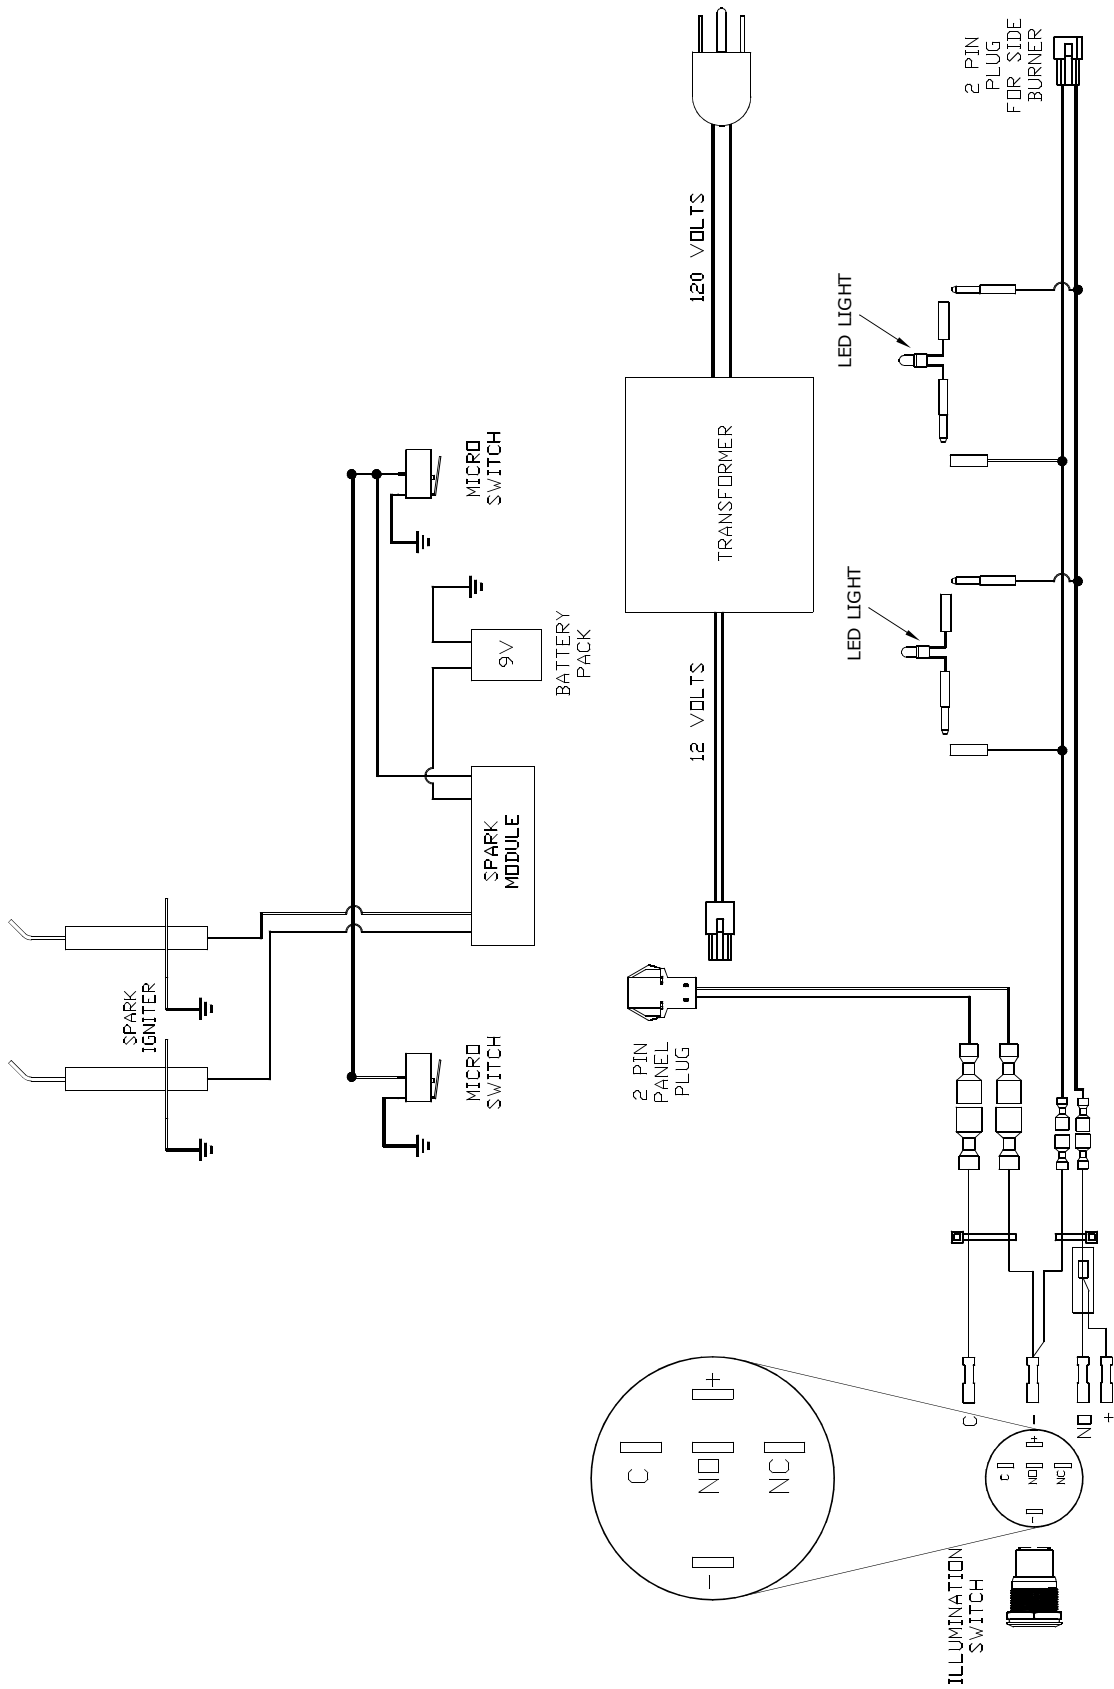 SPARK
IGNITER
MICRO
SWITCH
MICRO
SWITCH
SPARK
MODULE
9V
BATTERY
PACK
2 PIN
PANEL
PLUG
12 VOLTS
TRANSFORMER
120 VOLTS
C
- NO +
NC
LED LIGHT
LED LIGHT
ILLUMINATION
SWITCH
C
- NO +
NC
C
-
NO
+
2 PIN
PLUG
FOR SIDE
BURNER